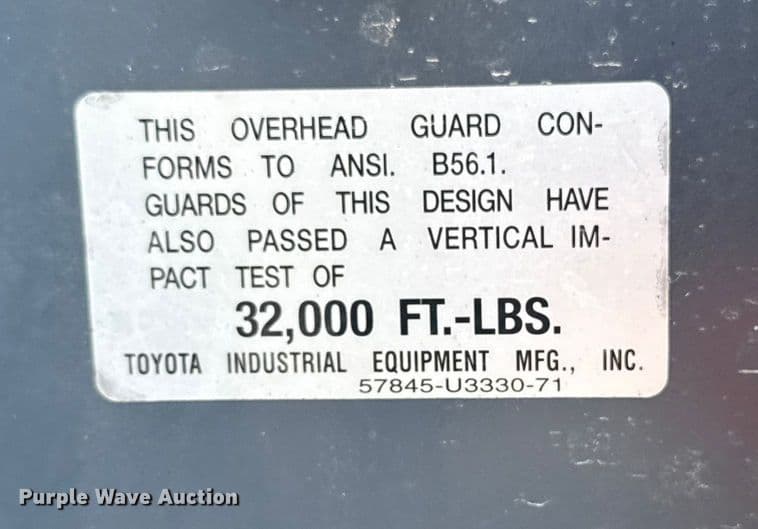 THIS OVERHEAD GUARD CON-
FORMS TO ANSI. B56.1.
GUARDS OF THIS DESIGN HAVE
ALSO PASSED A VERTICAL IM-
PACT TEST OF
32,000 FT.-LBS.
TOYOTA INDUSTRIAL EQUIPMENT MFG., INC.
57845-U3330-71
Purple Wave Auction